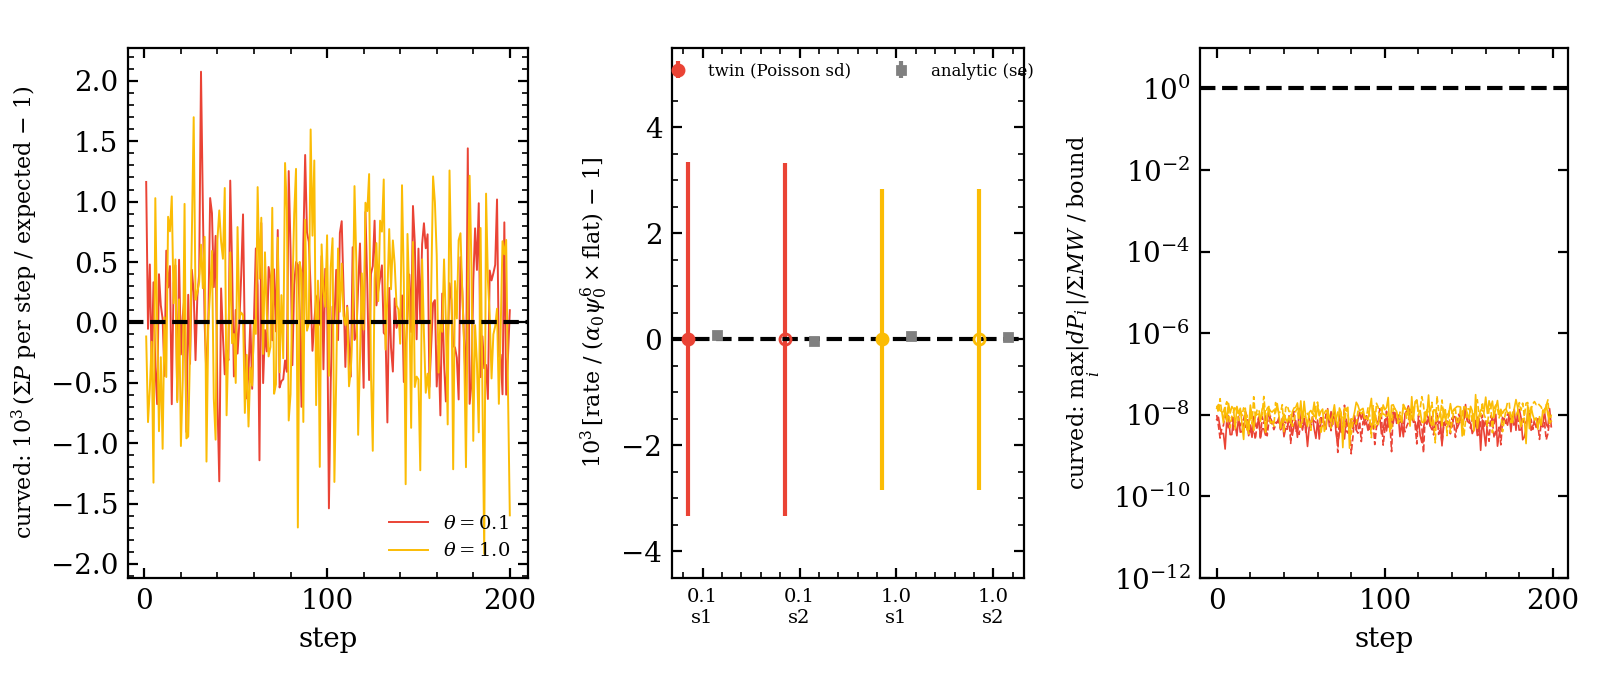 curved: 10³ (ΣP per step / expected − 1)
2.0
1.5
1.0
0.5
0.0
−0.5
−1.0
−1.5
−2.0
θ = 0.1
θ = 1.0
0 100 200
step
10³ [rate / (α₀ψ₀⁶ × flat) − 1]
twin (Poisson sd) analytic (se)
4
2
0
−2
−4
0.1 0.1 1.0 1.0
s1 s2 s1 s2
curved: maxᵢ|dPᵢ|/ΣMW / bound
10⁰
10⁻²
10⁻⁴
10⁻⁶
10⁻⁸
10⁻¹⁰
10⁻¹²
0 100 200
step